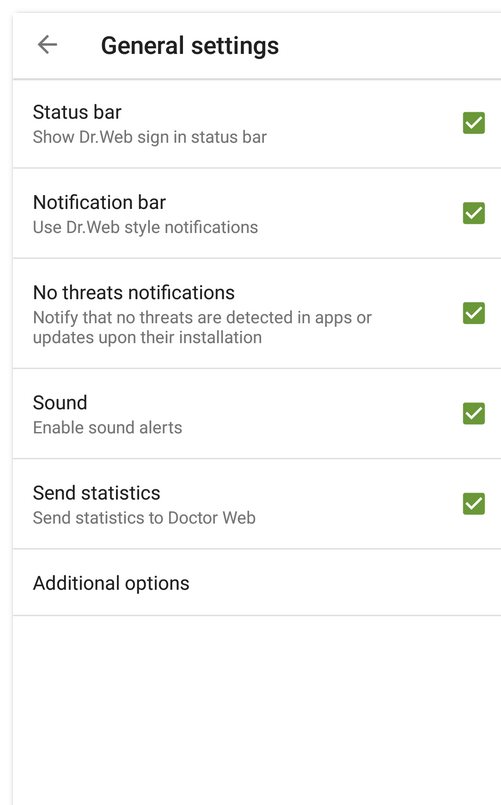 General settings
Status bar
Show Dr.Web sign in status bar
Notification bar
Use Dr.Web style notifications
No threats notifications
Notify that no threats are detected in apps or
updates upon their installation
Sound
Enable sound alerts
Send statistics
Send statistics to Doctor Web
Additional options